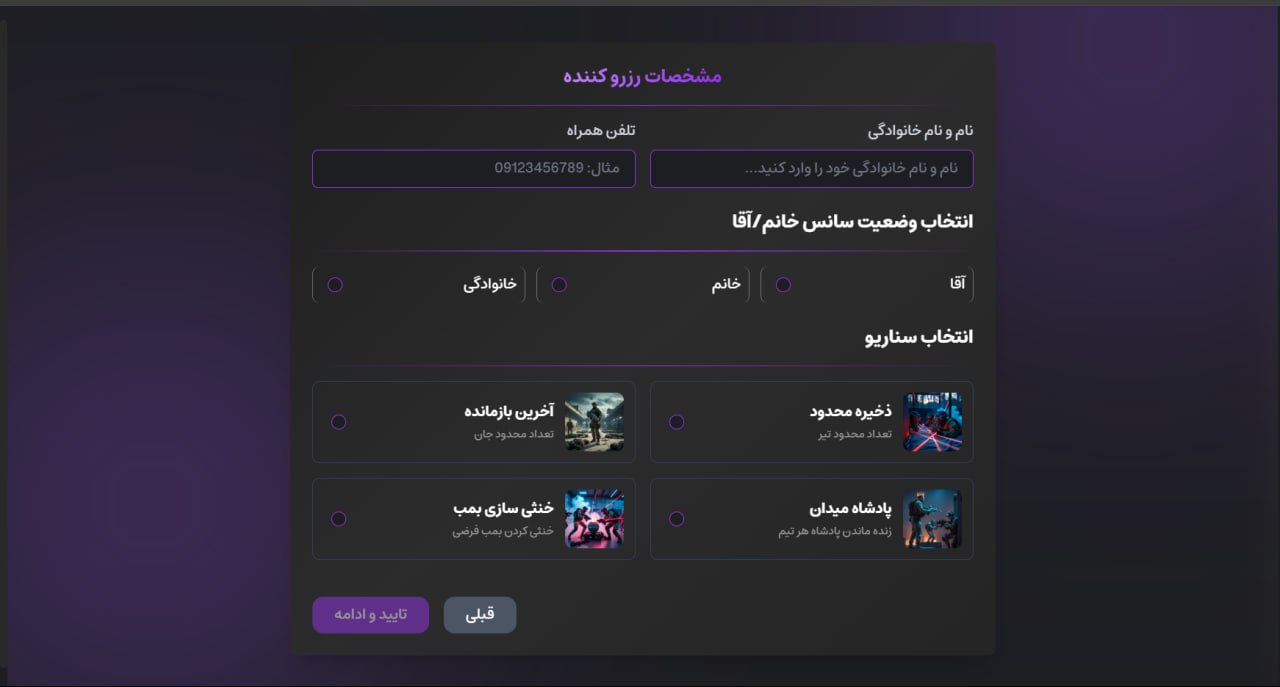 مشخصات رزرو کننده
نام و نام خانوادگی
تلفن همراه
نام و نام خانوادگی خود را وارد کنید...
مثال: 09123456789
انتخاب وضعیت سانس خانم/آقا
آقا
خانم
خانوادگی
انتخاب سناریو
ذخیره محدود
تعداد محدود تیر
آخرین بازمانده
تعداد محدود جان
پادشاه میدان
زنده ماندن پادشاه هر تیم
خنثی سازی بمب
خنثی کردن بمب فرضی
قبلی
تایید و ادامه